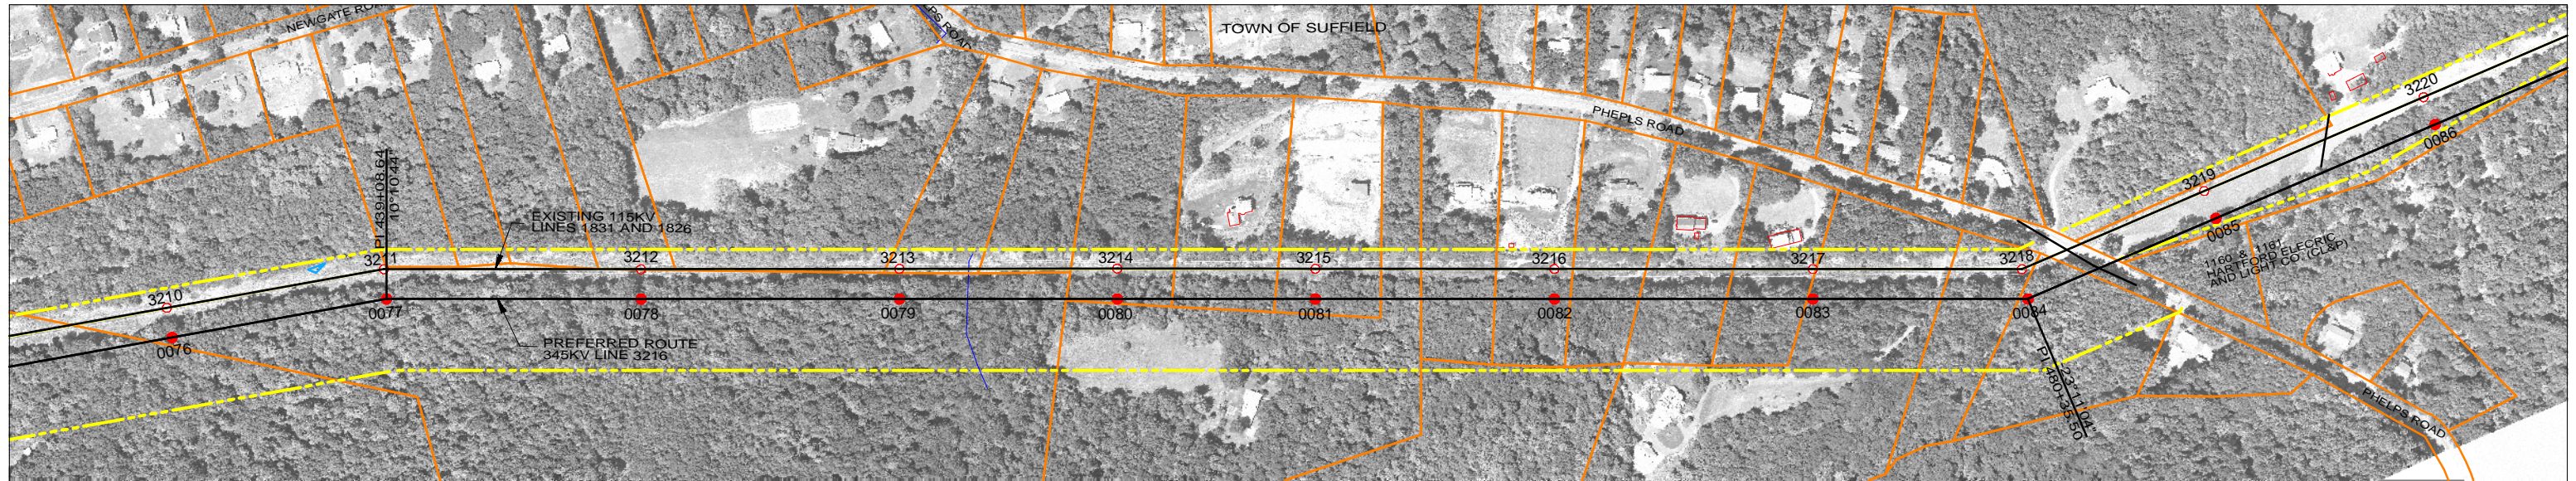 NEWGATE ROAD
PS ROAD
TOWN OF SUFFIELD
PHEPLS ROAD
3220
0086
3219
0085
1160 & 1161
HARTFORD ELECRIC
AND LIGHT CO. (CL&P)
PI 439+08.64
10°10'44"
EXISTING 115KV
LINES 1831 AND 1826
3210
3211
3212
3213
3214
3215
3216
3217
3218
0076
0077
0078
0079
0080
0081
0082
0083
0084
PREFERRED ROUTE
345KV LINE 3216
PI 480+35.50
23°11'04"
PHELPS ROAD